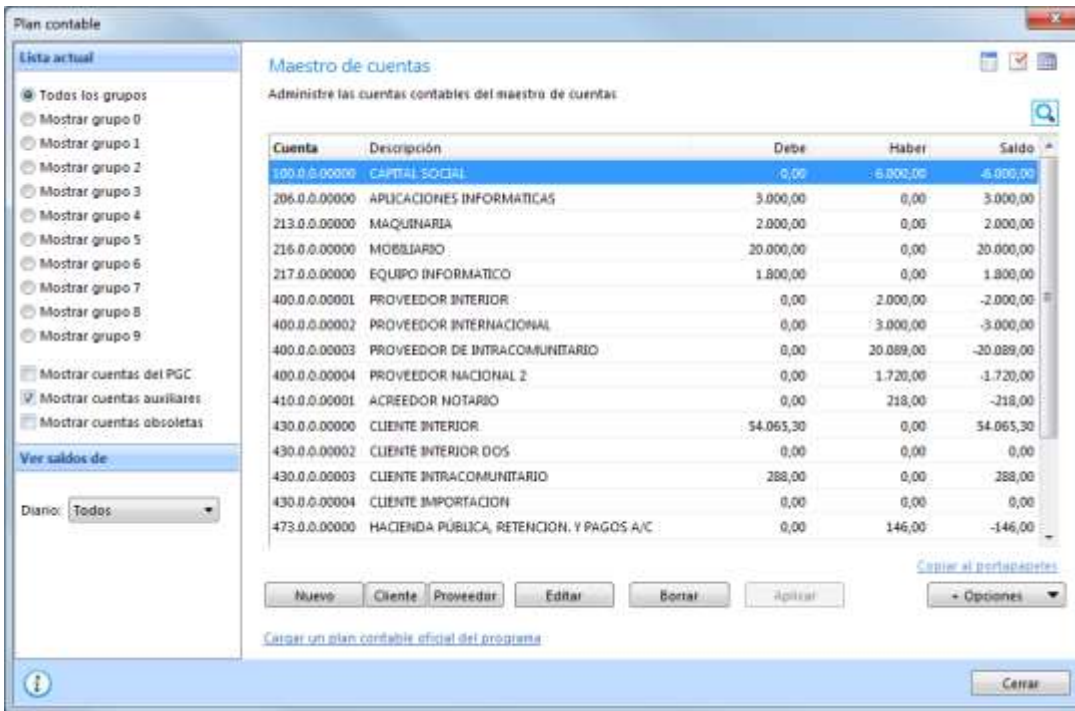 Plan contable
Lista actual
Todos los grupos
Mostrar grupo 0
Mostrar grupo 1
Mostrar grupo 2
Mostrar grupo 3
Mostrar grupo 4
Mostrar grupo 5
Mostrar grupo 6
Mostrar grupo 7
Mostrar grupo 8
Mostrar grupo 9
Mostrar cuentas del PGC
Mostrar cuentas auxiliares
Mostrar cuentas obsoletas
Ver saldos de
Diario: Todos
Maestro de cuentas
Administre las cuentas contables del maestro de cuentas
Cuenta Descripción Debe Haber Saldo
100.0.0.00000 CAPITAL SOCIAL 0,00 6.000,00 -6.000,00
206.0.0.00000 APLICACIONES INFORMATICAS 3.000,00 0,00 3.000,00
213.0.0.00000 MAQUINARIA 2.000,00 0,00 2.000,00
216.0.0.00000 MOBILIARIO 20.000,00 0,00 20.000,00
217.0.0.00000 EQUIPO INFORMATICO 1.800,00 0,00 1.800,00
400.0.0.00001 PROVEEDOR INTERIOR 0,00 2.000,00 -2.000,00
400.0.0.00002 PROVEEDOR INTERNACIONAL 0,00 3.000,00 -3.000,00
400.0.0.00003 PROVEEDOR DE INTRACOMUNITARIO 0,00 20.089,00 -20.089,00
400.0.0.00004 PROVEEDOR NACIONAL 2 0,00 1.720,00 -1.720,00
410.0.0.00001 ACREEDOR NOTARIO 0,00 218,00 -218,00
430.0.0.00000 CLIENTE INTERIOR 54.065,30 0,00 54.065,30
430.0.0.00002 CLIENTE INTERIOR DOS 0,00 0,00 0,00
430.0.0.00003 CLIENTE INTRACOMUNITARIO 288,00 0,00 288,00
430.0.0.00004 CLIENTE IMPORTACION 0,00 0,00 0,00
473.0.0.00000 HACIENDA PÚBLICA, RETENCION. Y PAGOS A/C 0,00 146,00 -146,00
Copiar al portapapeles
Nuevo Cliente Proveedor Editar Borrar Aplicar + Opciones
Cargar un plan contable oficial del programa
Cerrar